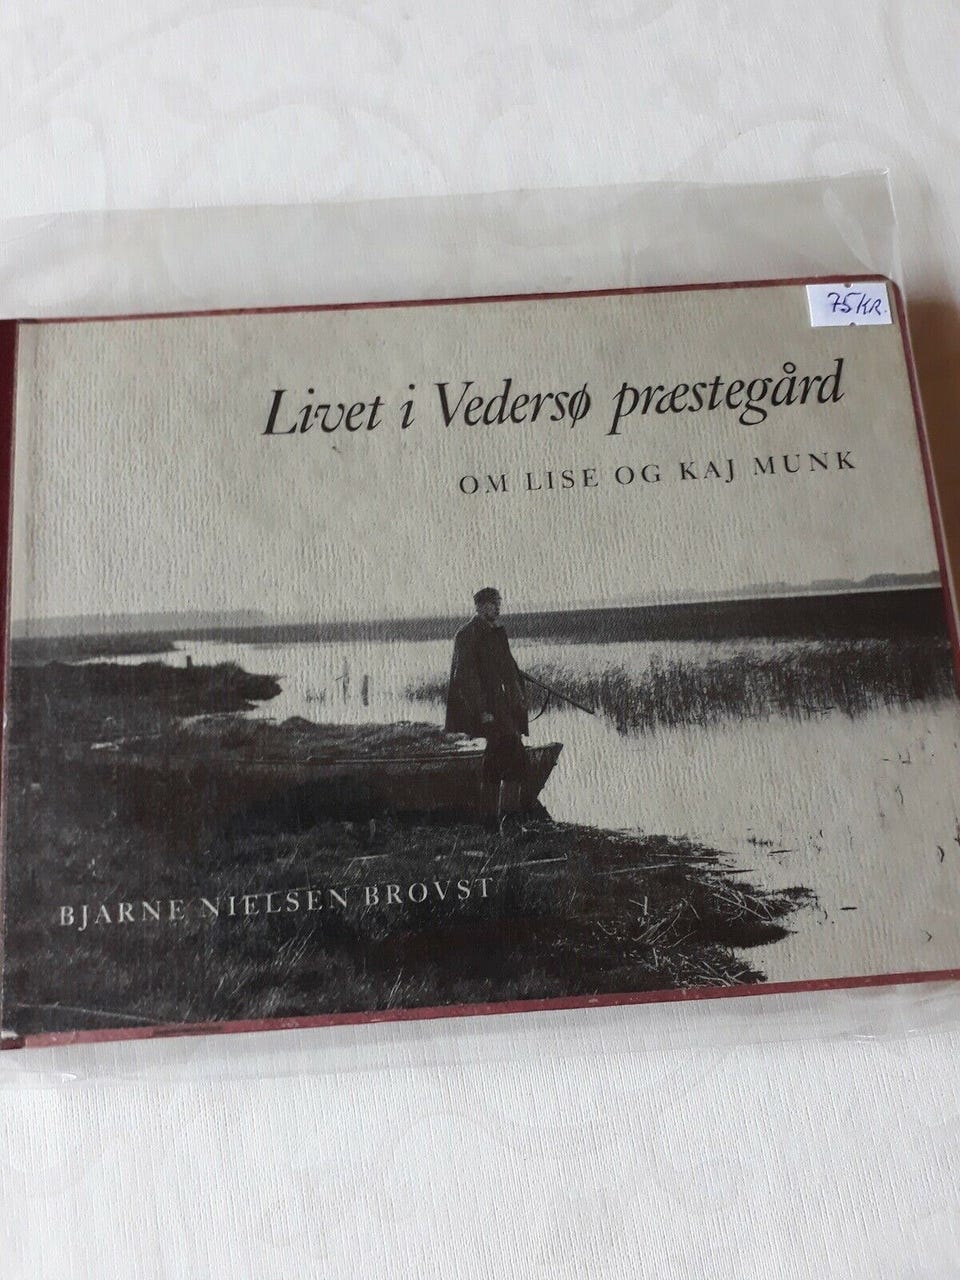 75KR.
Livet i Vedersø præstegård
OM LISE OG KAJ MUNK
BJARNE NIELSEN BROVST